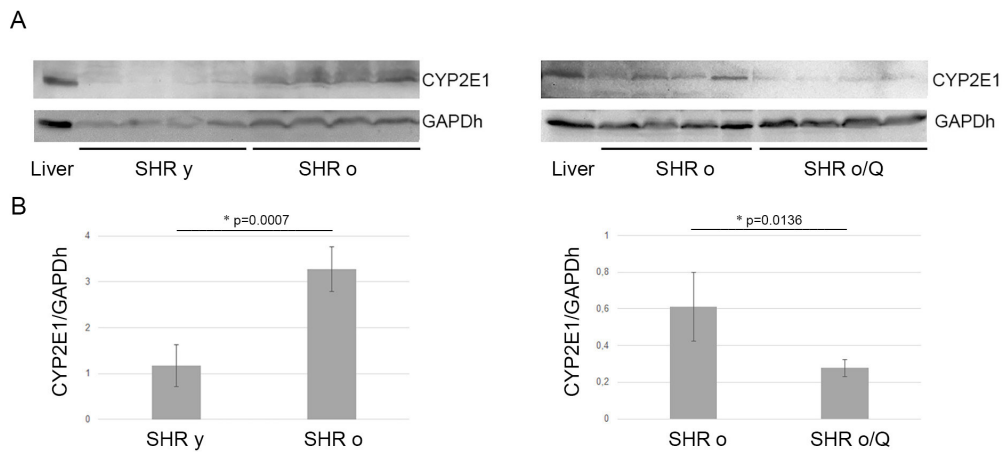 A
CYP2E1
GAPDh
Liver SHR y SHR o
CYP2E1
GAPDh
Liver SHR o SHR o/Q
B
* p=0.0007
CYP2E1/GAPDh
4
3
2
1
0
SHR y SHR o
* p=0.0136
CYP2E1/GAPDh
1
0,8
0,6
0,4
0,2
0
SHR o SHR o/Q